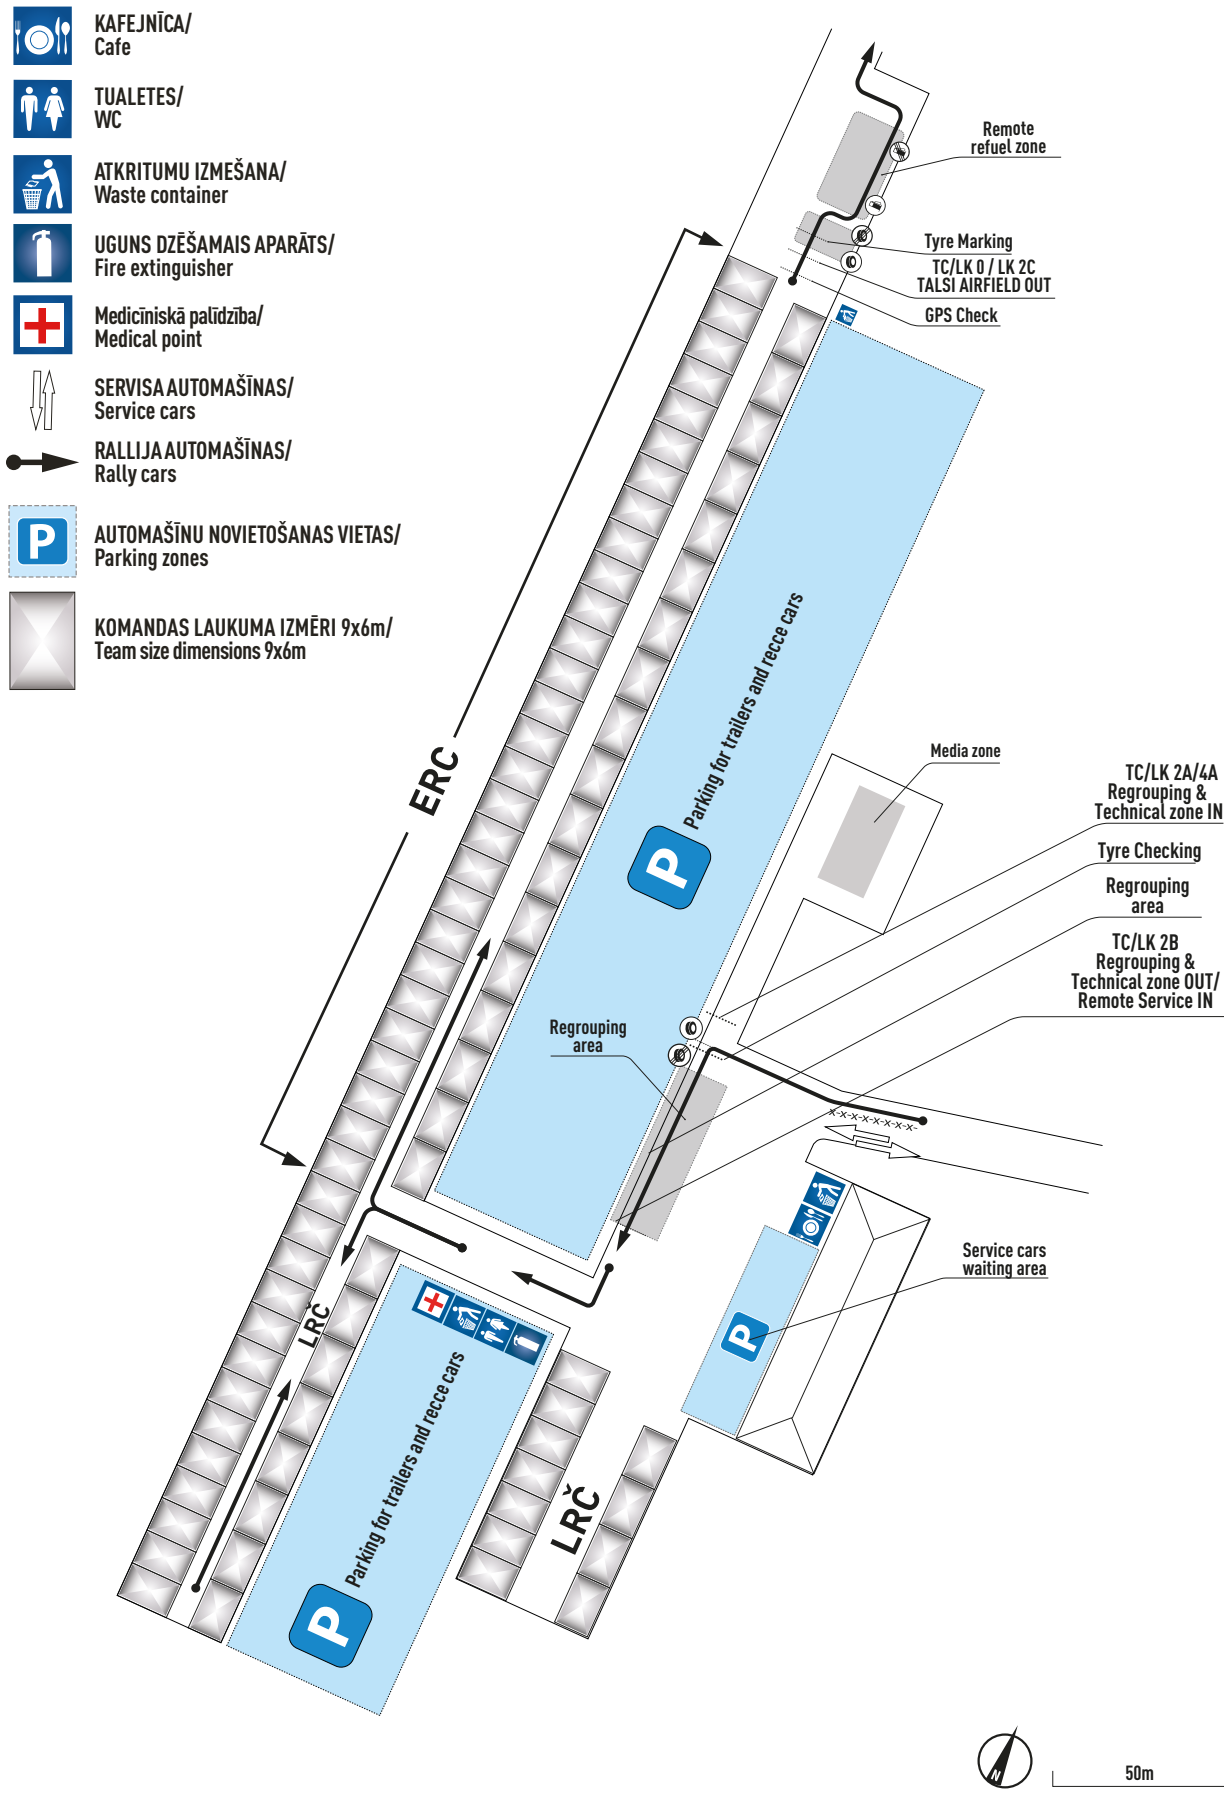 KAFEJNĪCA/
Cafe
TUALETES/
WC
ATKRITUMU IZMEŠANA/
Waste container
UGUNS DZĒŠAMAIS APARĀTS/
Fire extinguisher
Medicīniskā palīdzība/
Medical point
SERVISA AUTOMAŠĪNAS/
Service cars
RALLIJA AUTOMAŠĪNAS/
Rally cars
P
AUTOMAŠĪNU NOVIETOŠANAS VIETAS/
Parking zones
KOMANDAS LAUKUMA IZMĒRI 9x6m/
Team size dimensions 9x6m
Remote
refuel zone
Tyre Marking
TC/LK 0 / LK 2C
TALSI AIRFIELD OUT
GPS Check
ERC
Parking for trailers and recce cars
P
Media zone
TC/LK 2A/4A
Regrouping &
Technical zone IN
Tyre Checking
Regrouping
area
TC/LK 2B
Regrouping &
Technical zone OUT/
Remote Service IN
Regrouping
area
x-x-x-x-x-x-x-x-
Service cars
waiting area
P
LRČ
Parking for trailers and recce cars
P
LRČ
N
50m